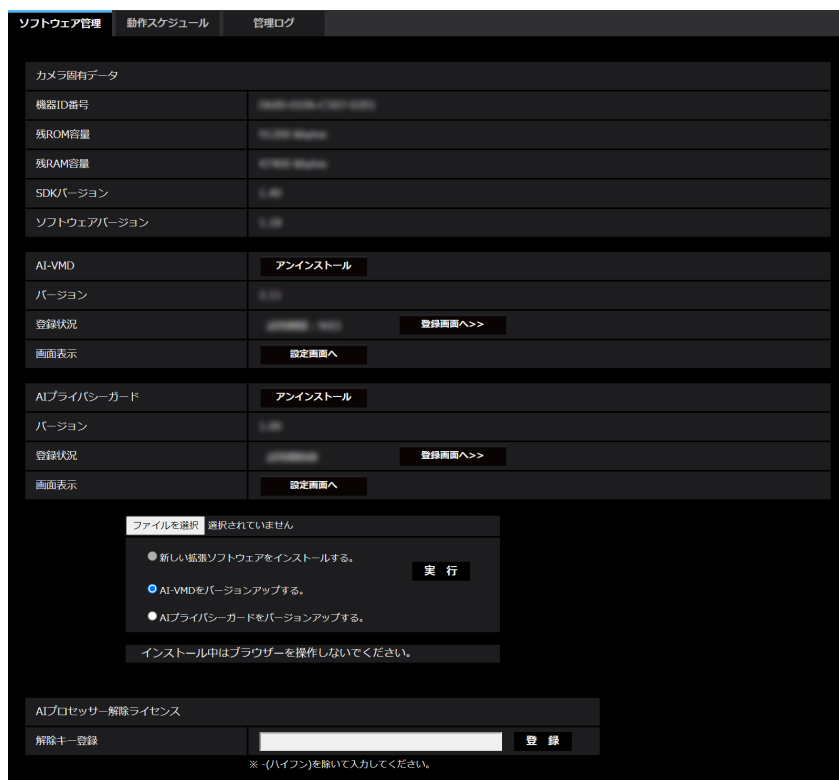 ソフトウェア管理 動作スケジュール 管理ログ
カメラ固有データ
機器ID番号
残ROM容量
残RAM容量
SDKバージョン
ソフトウェアバージョン
AI-VMD アンインストール
バージョン
登録状況 登録画面へ>>
画面表示 設定画面へ
AIプライバシーガード アンインストール
バージョン
登録状況 登録画面へ>>
画面表示 設定画面へ
ファイルを選択 選択されていません
新しい拡張ソフトウェアをインストールする。
実 行
AI-VMDをバージョンアップする。
AIプライバシーガードをバージョンアップする。
インストール中はブラウザーを操作しないでください。
AIプロセッサー解除ライセンス
解除キー登録 登 録
※ -(ハイフン)を除いて入力してください。